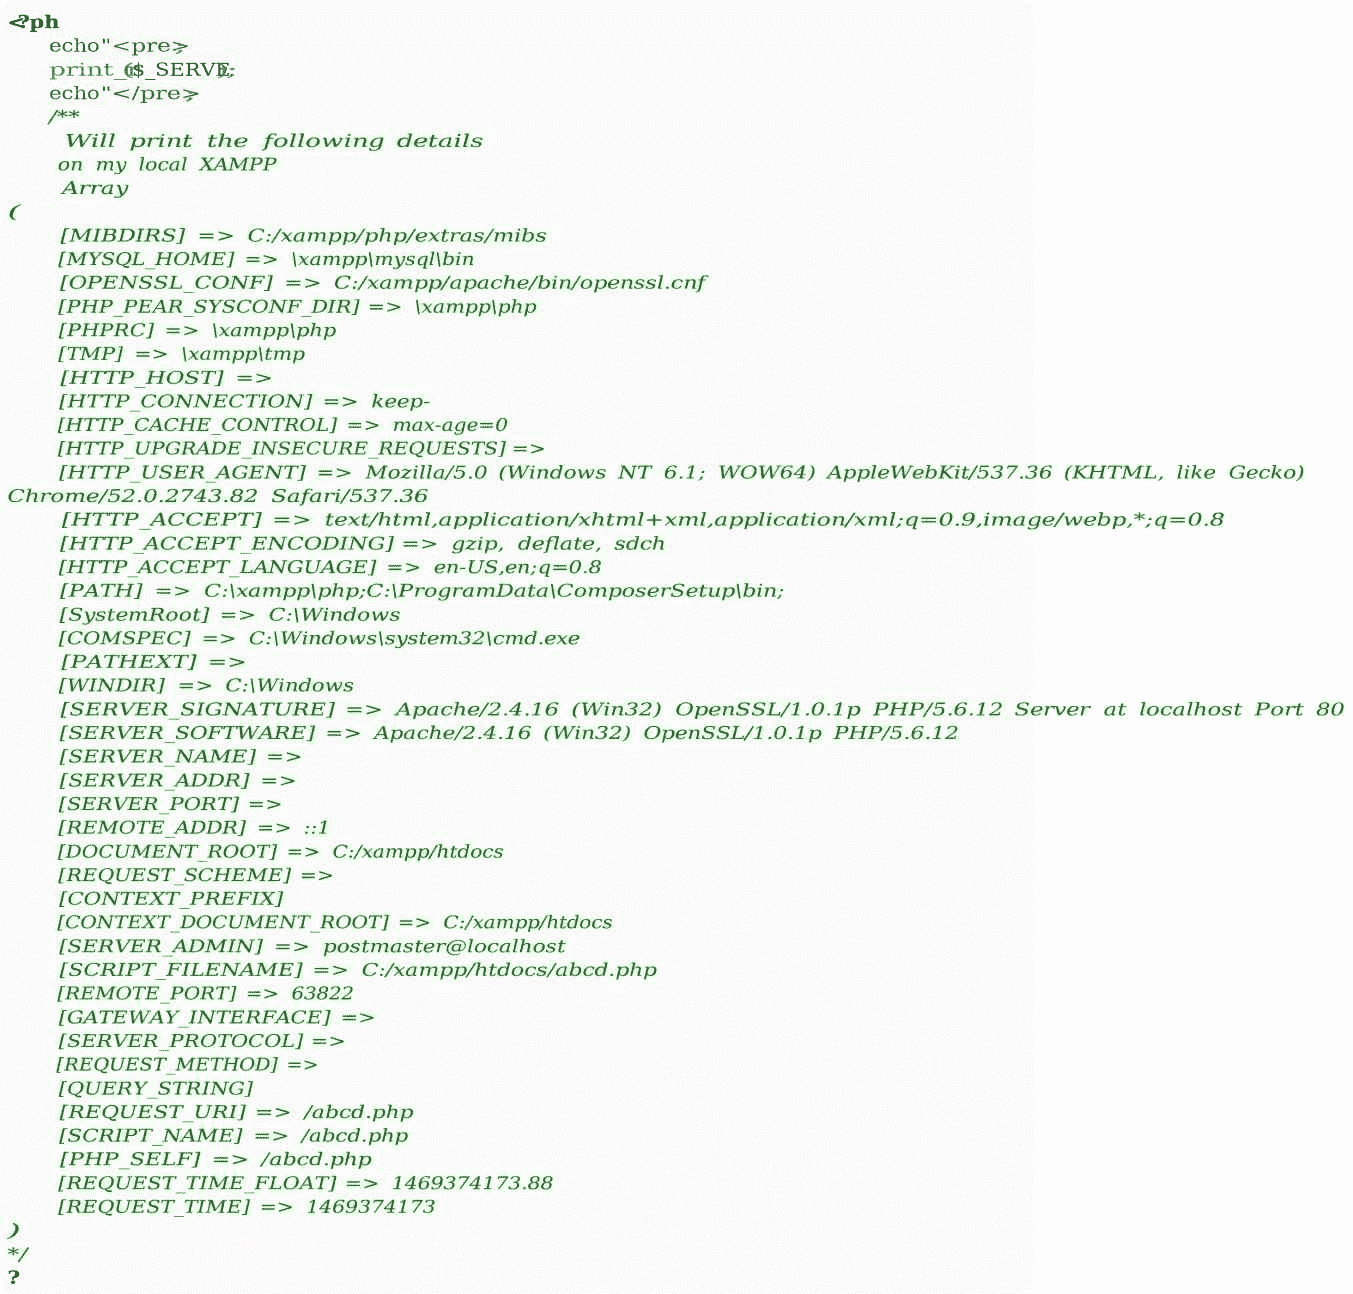 <?ph
echo"<pre>;
print_r($_SERVE);
echo"</pre>;
/**
Will print the following details
on my local XAMPP
Array
(
[MIBDIRS] => C:/xampp/php/extras/mibs
[MYSQL_HOME] => \xampp\mysql\bin
[OPENSSL_CONF] => C:/xampp/apache/bin/openssl.cnf
[PHP_PEAR_SYSCONF_DIR] => \xampp\php
[PHPRC] => \xampp\php
[TMP] => \xampp\tmp
[HTTP_HOST] =>
[HTTP_CONNECTION] => keep-
[HTTP_CACHE_CONTROL] => max-age=0
[HTTP_UPGRADE_INSECURE_REQUESTS] =>
[HTTP_USER_AGENT] => Mozilla/5.0 (Windows NT 6.1; WOW64) AppleWebKit/537.36 (KHTML, like Gecko)
Chrome/52.0.2743.82 Safari/537.36
[HTTP_ACCEPT] => text/html,application/xhtml+xml,application/xml;q=0.9,image/webp,*;q=0.8
[HTTP_ACCEPT_ENCODING] => gzip, deflate, sdch
[HTTP_ACCEPT_LANGUAGE] => en-US,en;q=0.8
[PATH] => C:\xampp\php;C:\ProgramData\ComposerSetup\bin;
[SystemRoot] => C:\Windows
[COMSPEC] => C:\Windows\system32\cmd.exe
[PATHEXT] =>
[WINDIR] => C:\Windows
[SERVER_SIGNATURE] => Apache/2.4.16 (Win32) OpenSSL/1.0.1p PHP/5.6.12 Server at localhost Port 80
[SERVER_SOFTWARE] => Apache/2.4.16 (Win32) OpenSSL/1.0.1p PHP/5.6.12
[SERVER_NAME] =>
[SERVER_ADDR] =>
[SERVER_PORT] =>
[REMOTE_ADDR] => ::1
[DOCUMENT_ROOT] => C:/xampp/htdocs
[REQUEST_SCHEME] =>
[CONTEXT_PREFIX]
[CONTEXT_DOCUMENT_ROOT] => C:/xampp/htdocs
[SERVER_ADMIN] => postmaster@localhost
[SCRIPT_FILENAME] => C:/xampp/htdocs/abcd.php
[REMOTE_PORT] => 63822
[GATEWAY_INTERFACE] =>
[SERVER_PROTOCOL] =>
[REQUEST_METHOD] =>
[QUERY_STRING]
[REQUEST_URI] => /abcd.php
[SCRIPT_NAME] => /abcd.php
[PHP_SELF] => /abcd.php
[REQUEST_TIME_FLOAT] => 1469374173.88
[REQUEST_TIME] => 1469374173
)
*/
?